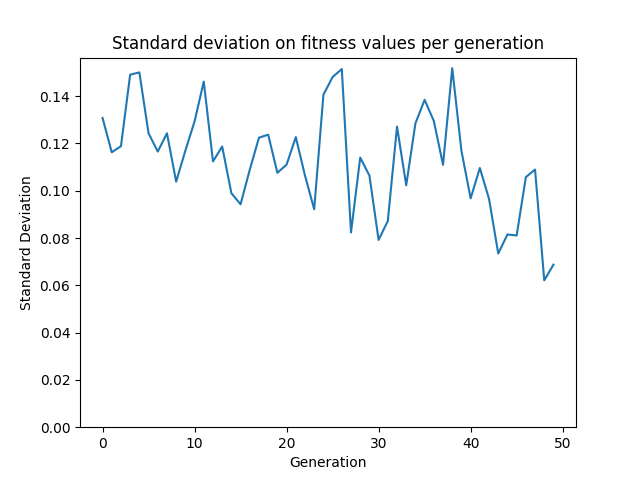 Standard deviation on fitness values per generation
Standard Deviation
0.14
0.12
0.10
0.08
0.06
0.04
0.02
0.00
0 10 20 30 40 50
Generation